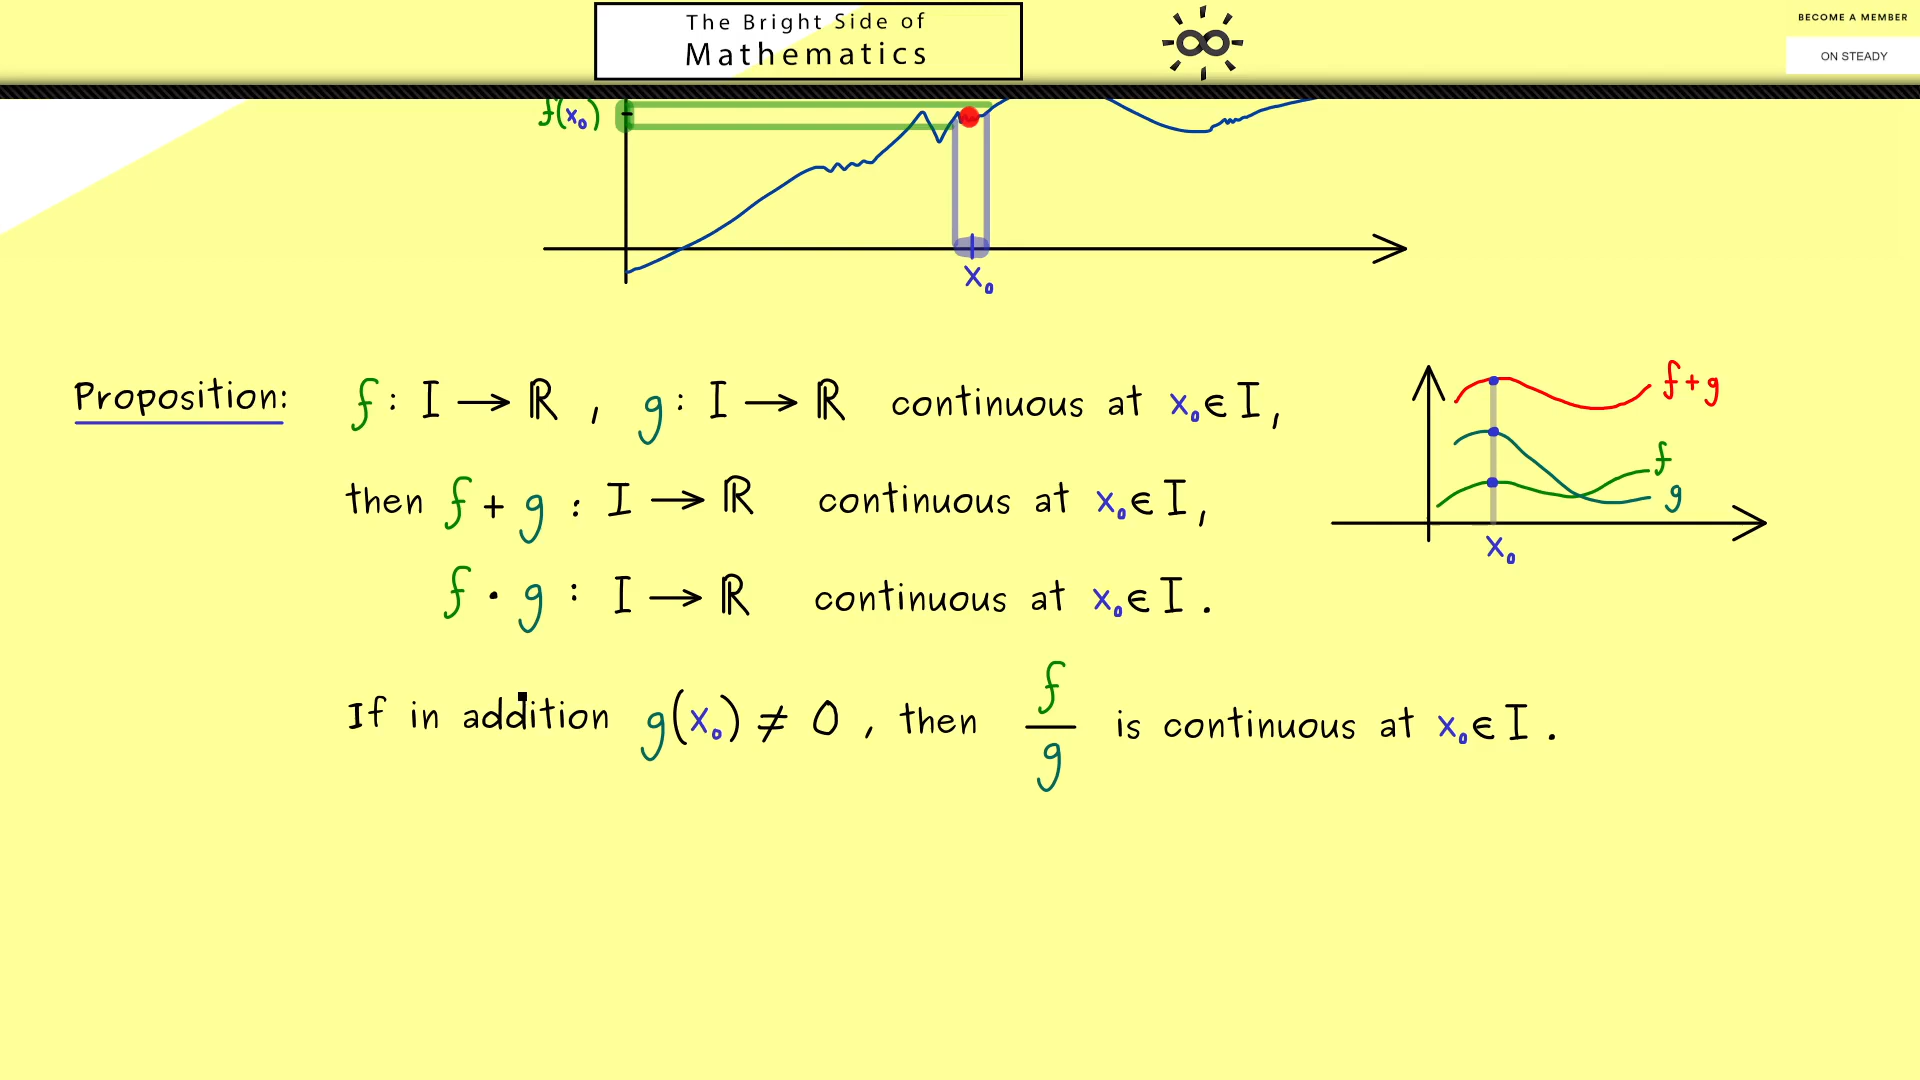 The Bright Side of
Mathematics
BECOME A MEMBER
ON STEADY
f(x₀)
x₀
Proposition: f: I → ℝ , g: I → ℝ continuous at x₀ ∈ I,
then f + g : I → ℝ continuous at x₀ ∈ I,
f · g : I → ℝ continuous at x₀ ∈ I .
If in addition g(x₀) ≠ 0 , then f/g is continuous at x₀ ∈ I .
f + g
f
g
x₀